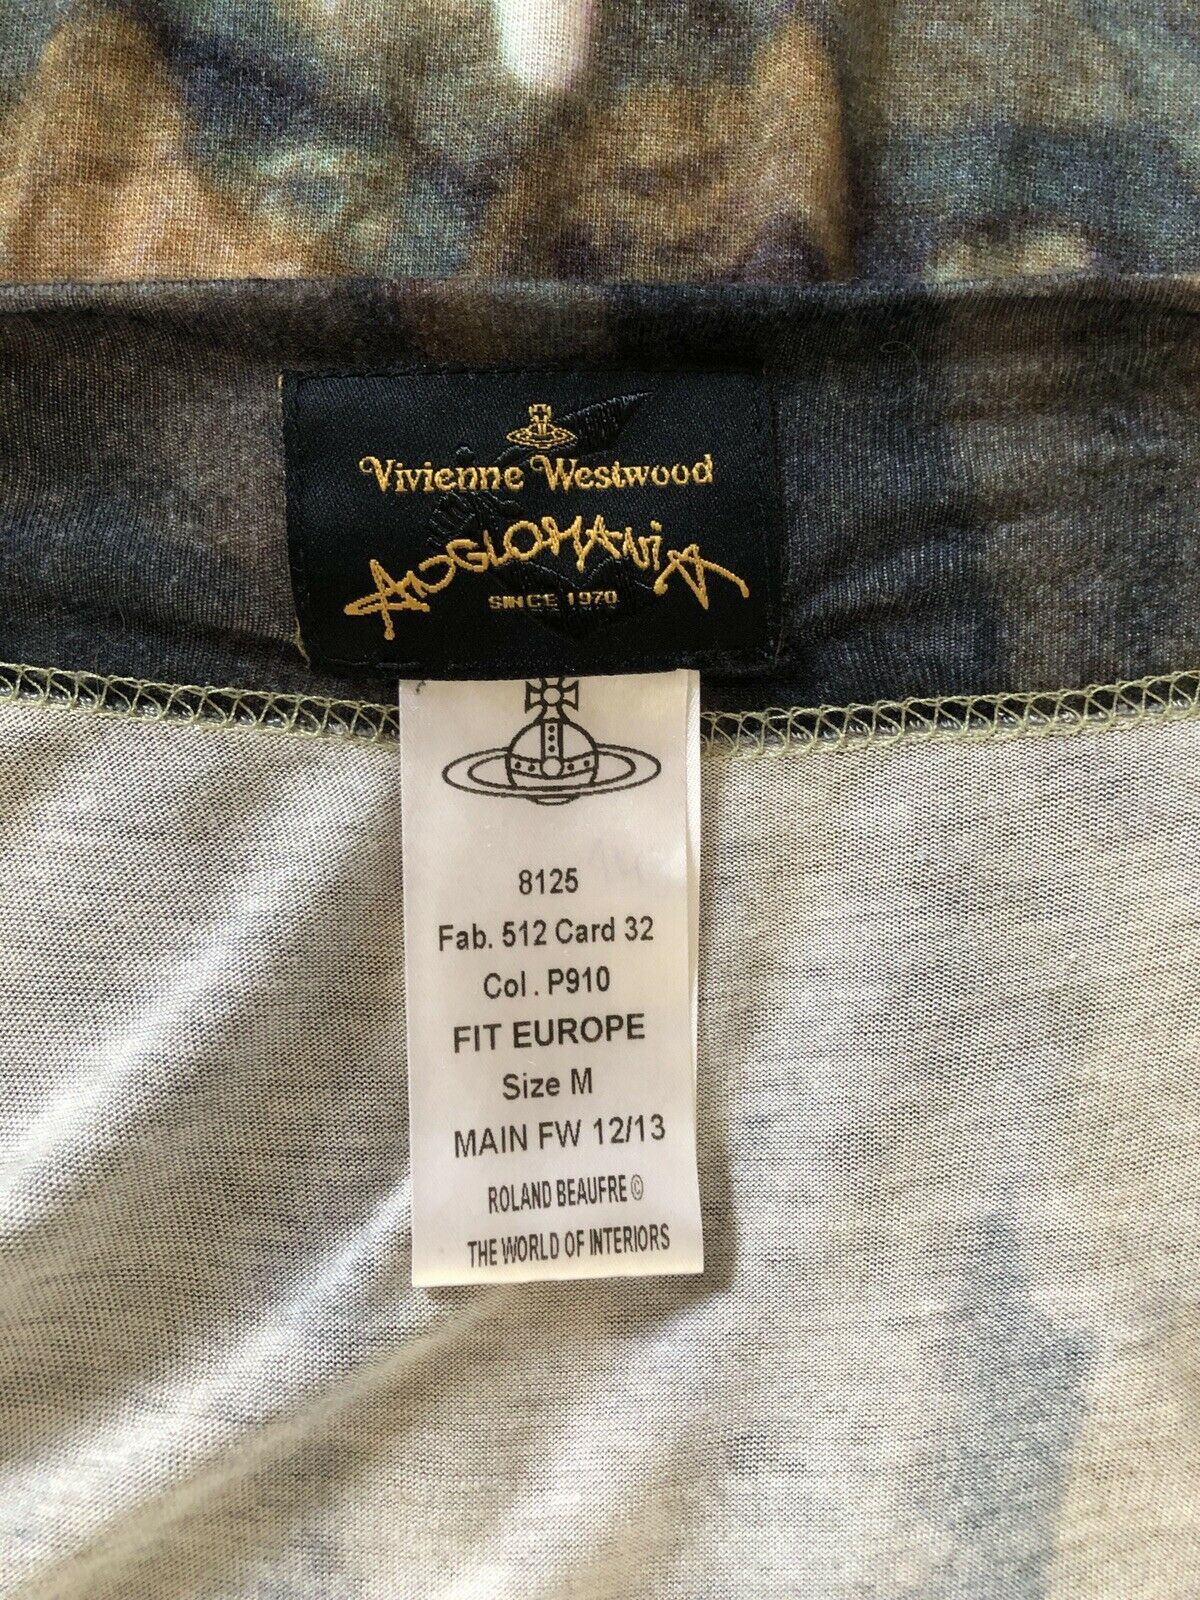 Vivienne Westwood
ANGLOMANIA
SINCE 1970
8125
Fab. 512 Card 32
Col . P910
FIT EUROPE
Size M
MAIN FW 12/13
ROLAND BEAUFRE ©
THE WORLD OF INTERIORS